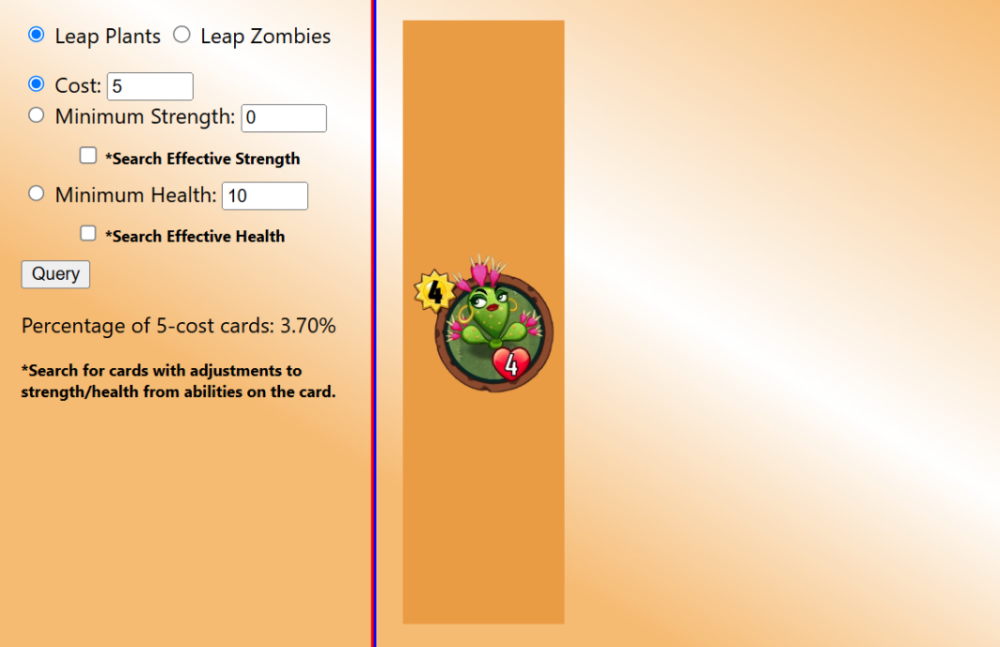 Leap Plants Leap Zombies
Cost: 5
Minimum Strength: 0
*Search Effective Strength
Minimum Health: 10
*Search Effective Health
Query
Percentage of 5-cost cards: 3.70%
*Search for cards with adjustments to
strength/health from abilities on the card.
4
4